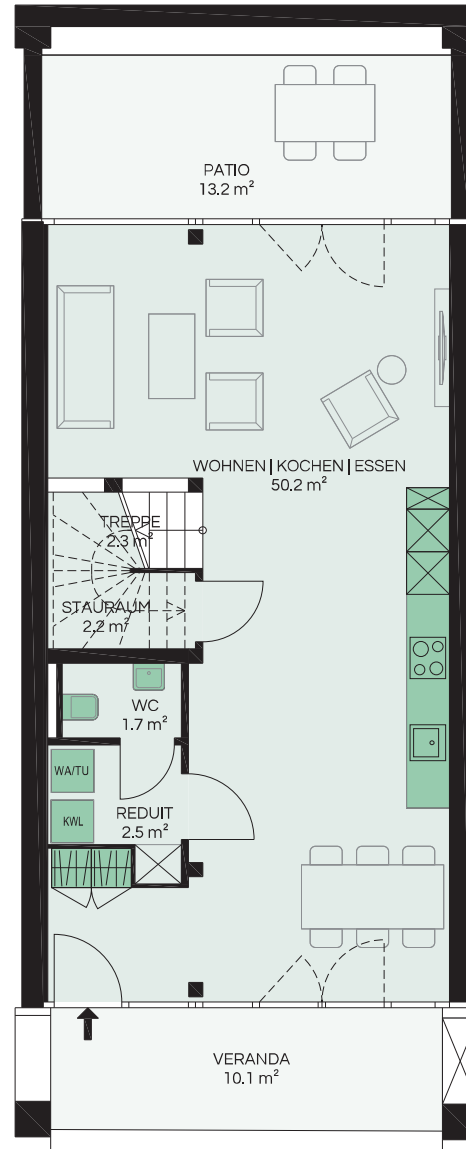 PATIO
13.2 m²
WOHNEN|KOCHEN|ESSEN
50.2 m²
TREPPE
2.3 m²
STAURAUM
2.2 m²
WC
1.7 m²
WA/TU
REDUIT
2.5 m²
KWL
VERANDA
10.1 m²